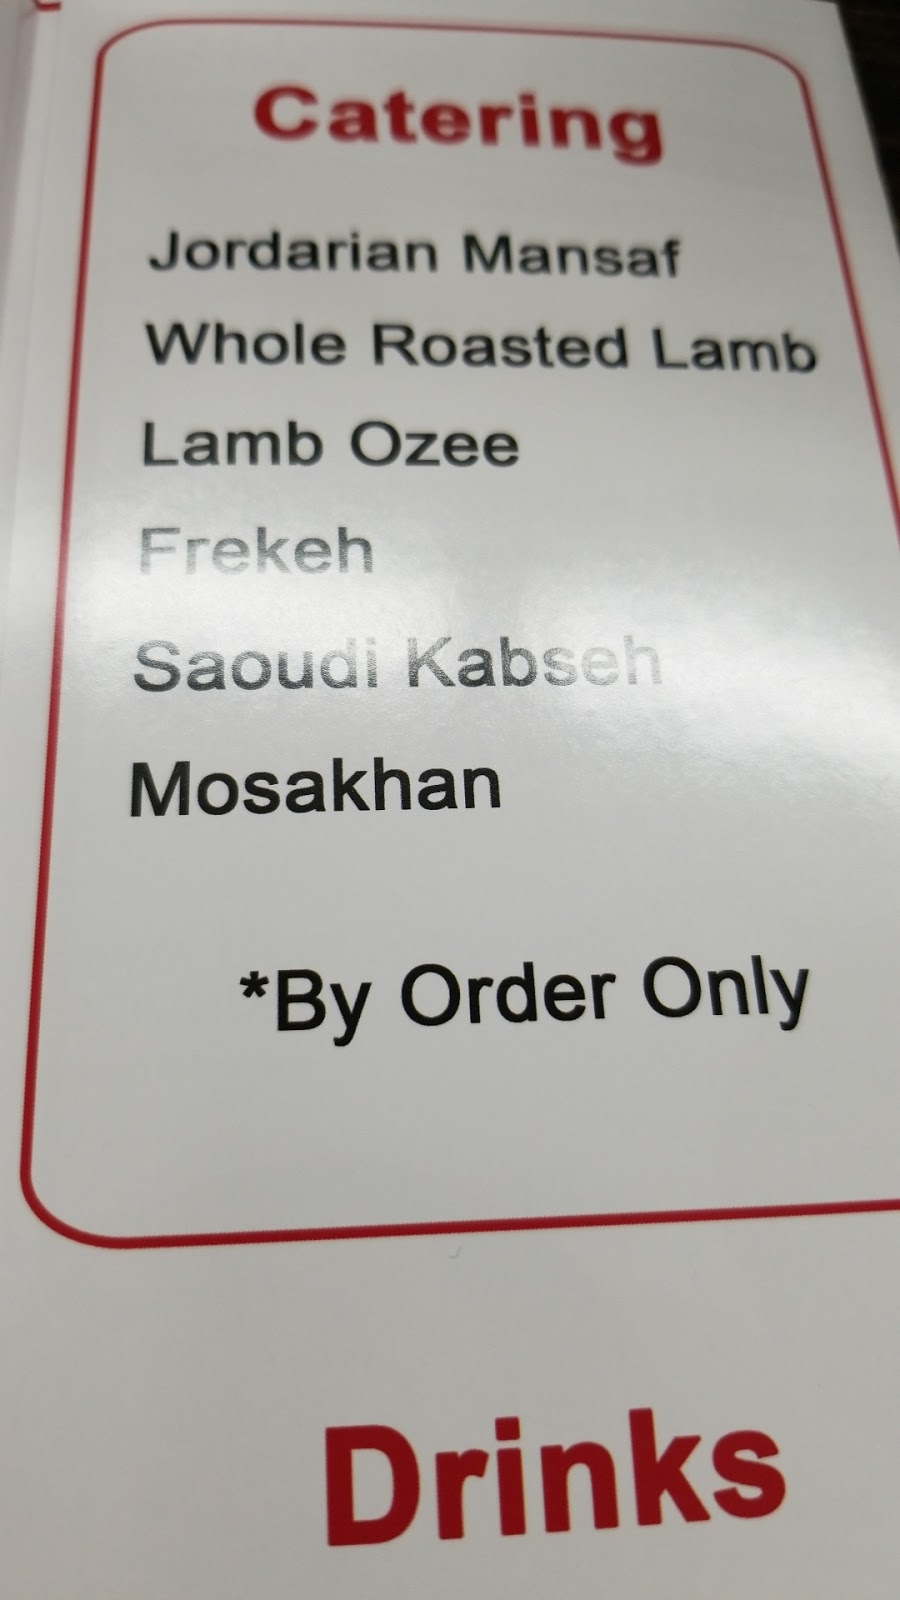 Catering
Jordarian Mansaf
Whole Roasted Lamb
Lamb Ozee
Frekeh
Saoudi Kabseh
Mosakhan
*By Order Only
Drinks